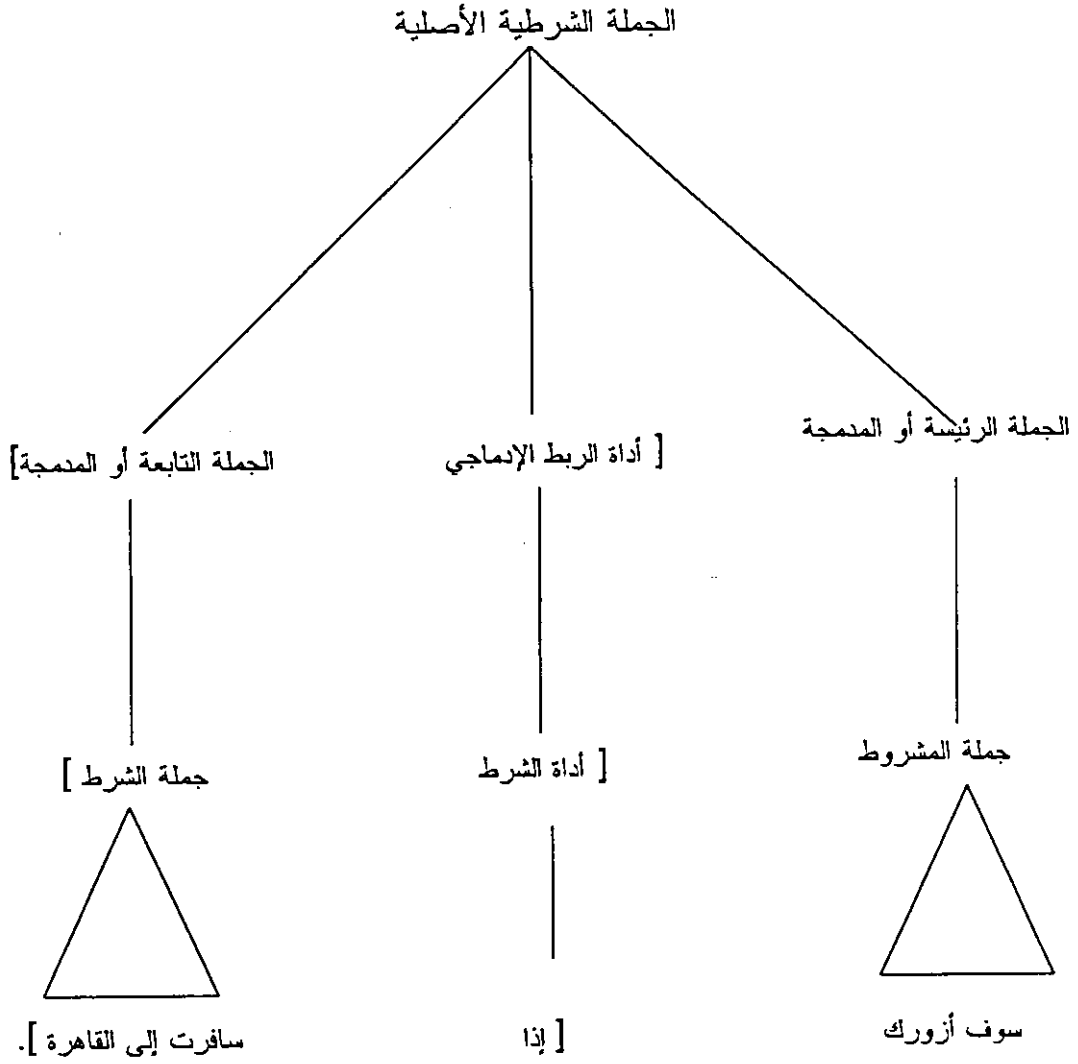 الجملة الشرطية الأصلية
الجملة الرئيسة أو المدمجة [ أداة الربط الإدماجي الجملة التابعة أو المدمجة]
جملة المشروط [ أداة الشرط جملة الشرط ]
سوف أزورك [ إذا سافرت إلى القاهرة ].